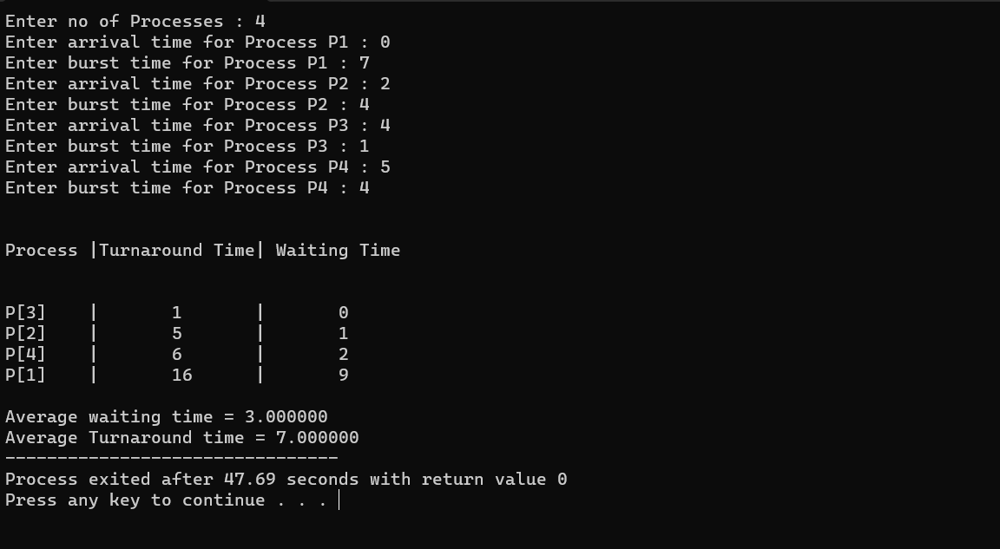 Enter no of Processes : 4
Enter arrival time for Process P1 : 0
Enter burst time for Process P1 : 7
Enter arrival time for Process P2 : 2
Enter burst time for Process P2 : 4
Enter arrival time for Process P3 : 4
Enter burst time for Process P3 : 1
Enter arrival time for Process P4 : 5
Enter burst time for Process P4 : 4
Process |Turnaround Time| Waiting Time
P[3]    |       1       |       0
P[2]    |       5       |       1
P[4]    |       6       |       2
P[1]    |       16      |       9
Average waiting time = 3.000000
Average Turnaround time = 7.000000
--------------------------------
Process exited after 47.69 seconds with return value 0
Press any key to continue . . .